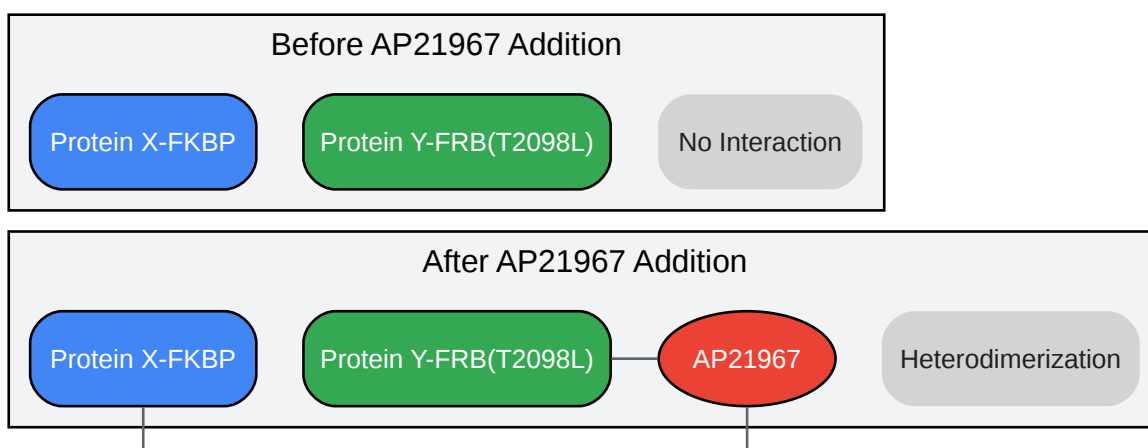 Before AP21967 Addition
Protein X-FKBP
Protein Y-FRB(T2098L)
No Interaction
After AP21967 Addition
Protein X-FKBP
Protein Y-FRB(T2098L)
AP21967
Heterodimerization